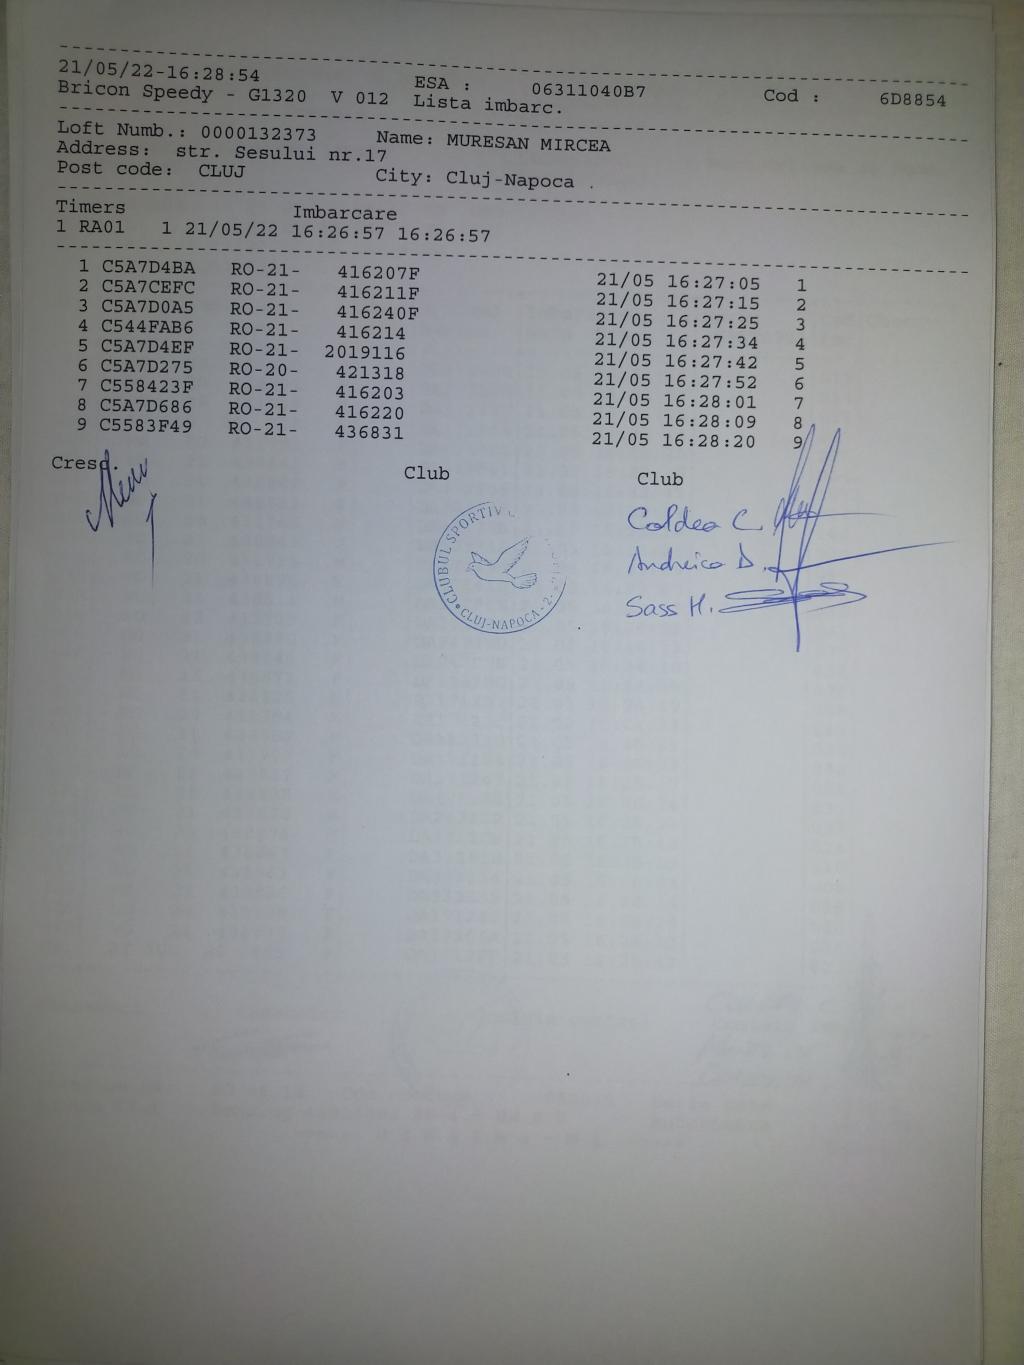 21/05/22-16:28:54 ESA : 06311040B7 Cod : 6D8854
Bricon Speedy - G1320 V 012 Lista imbarc.
Loft Numb.: 0000132373 Name: MURESAN MIRCEA
Address: str. Sesului nr.17
Post code: CLUJ City: Cluj-Napoca .
Timers Imbarcare
1 RA01 1 21/05/22 16:26:57 16:26:57
1 C5A7D4BA RO-21- 416207F 21/05 16:27:05 1
2 C5A7CEFC RO-21- 416211F 21/05 16:27:15 2
3 C5A7D0A5 RO-21- 416240F 21/05 16:27:25 3
4 C544FAB6 RO-21- 416214 21/05 16:27:34 4
5 C5A7D4EF RO-21- 2019116 21/05 16:27:42 5
6 C5A7D275 RO-20- 421318 21/05 16:27:52 6
7 C558423F RO-21- 416203 21/05 16:28:01 7
8 C5A7D686 RO-21- 416220 21/05 16:28:09 8
9 C5583F49 RO-21- 436831 21/05 16:28:20 9
Cresc. Club Club
CLUBUL SPORTIV
CLUJ-NAPOCA - 2 -
Coldea C.
Andreica D.
Sass H.